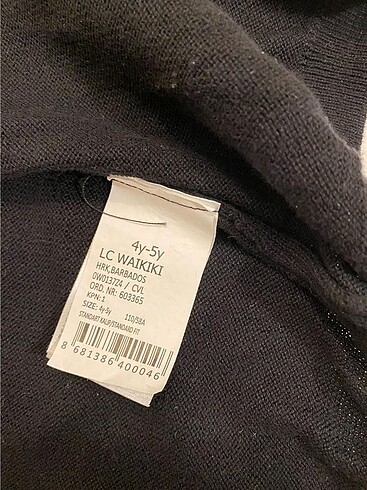 4y-5y
LC WAIKIKI
HRK,BARBADOS
0W013Z24 / CVL
ORD. NR: 603365
KPN:1
SIZE: 4y-5y 110/58A
STANDART KALIP/STANDARD FIT
8 681386 400046